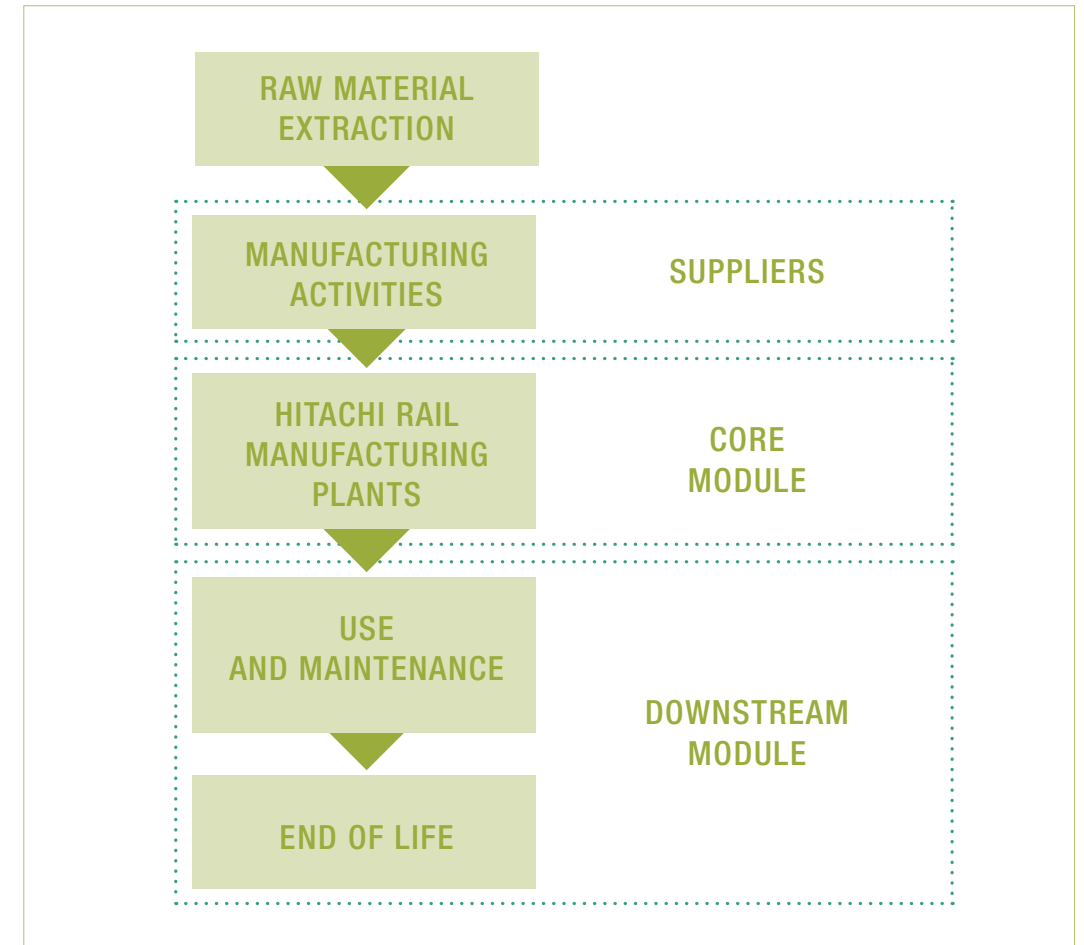 RAW MATERIAL
EXTRACTION
MANUFACTURING
ACTIVITIES
SUPPLIERS
HITACHI RAIL
MANUFACTURING
PLANTS
CORE
MODULE
USE
AND MAINTENANCE
DOWNSTREAM
MODULE
END OF LIFE